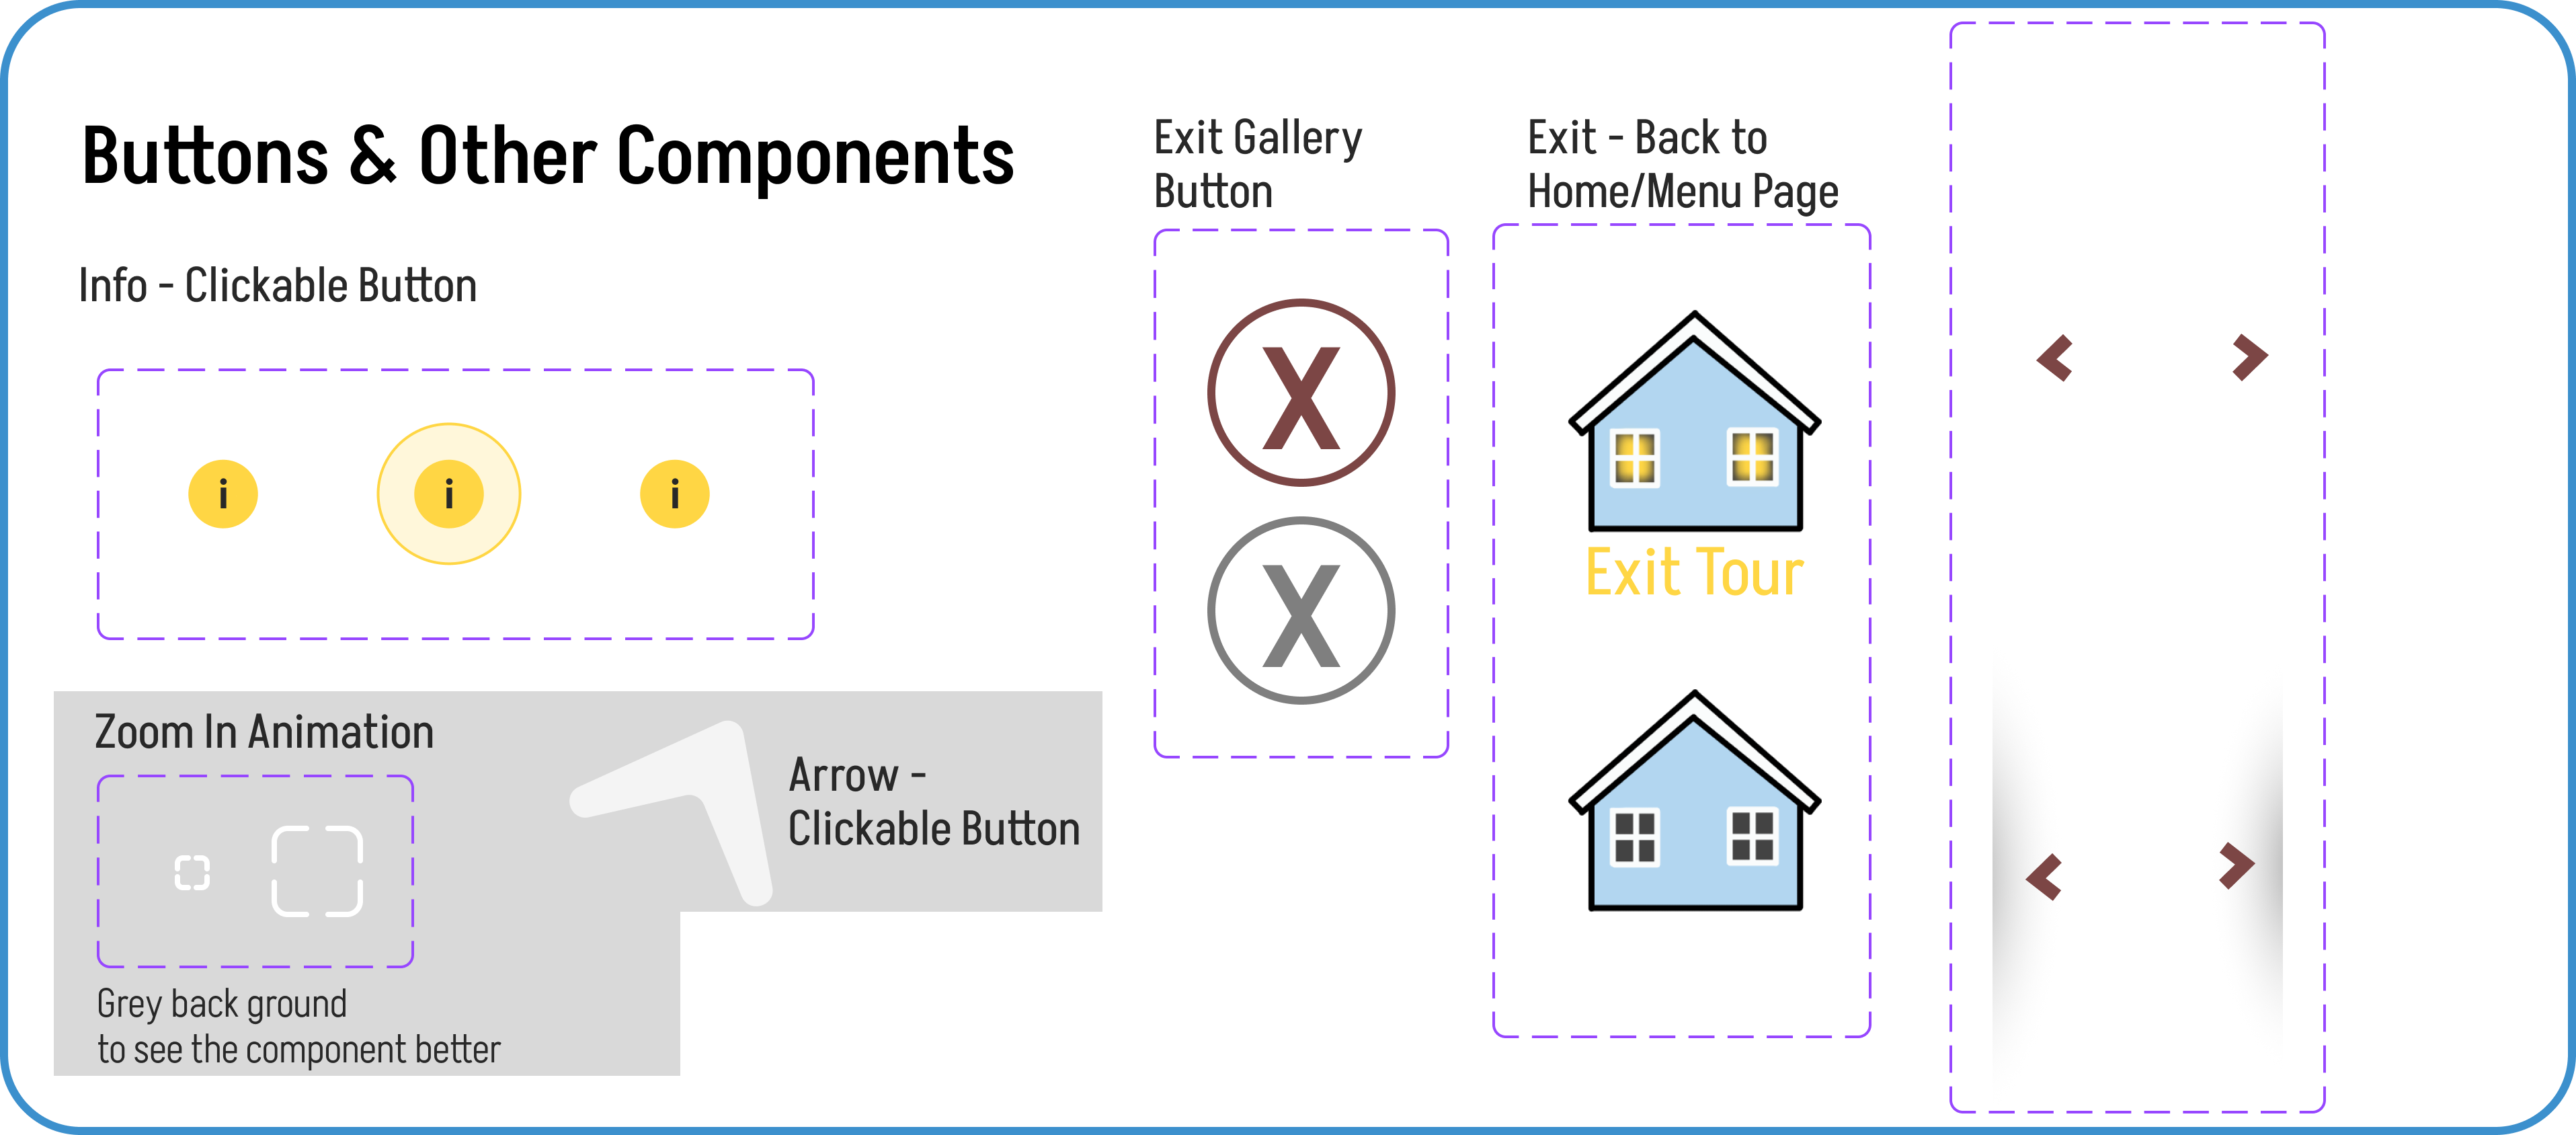 Buttons & Other Components
Info - Clickable Button
i
i
i
Zoom In Animation
Grey back ground
to see the component better
Arrow -
Clickable Button
Exit Gallery
Button
X
X
Exit - Back to
Home/Menu Page
Exit Tour